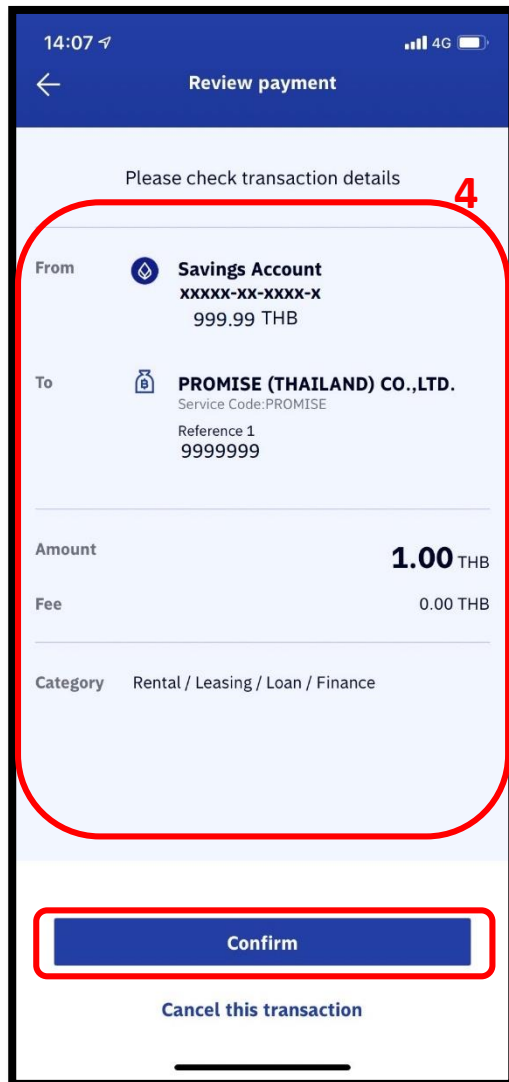 14:07 4G
Review payment
Please check transaction details
4
From Savings Account
xxxxx-xx-xxxx-x
999.99 THB
To PROMISE (THAILAND) CO.,LTD.
Service Code:PROMISE
Reference 1
9999999
Amount 1.00 THB
Fee 0.00 THB
Category Rental / Leasing / Loan / Finance
Confirm
Cancel this transaction